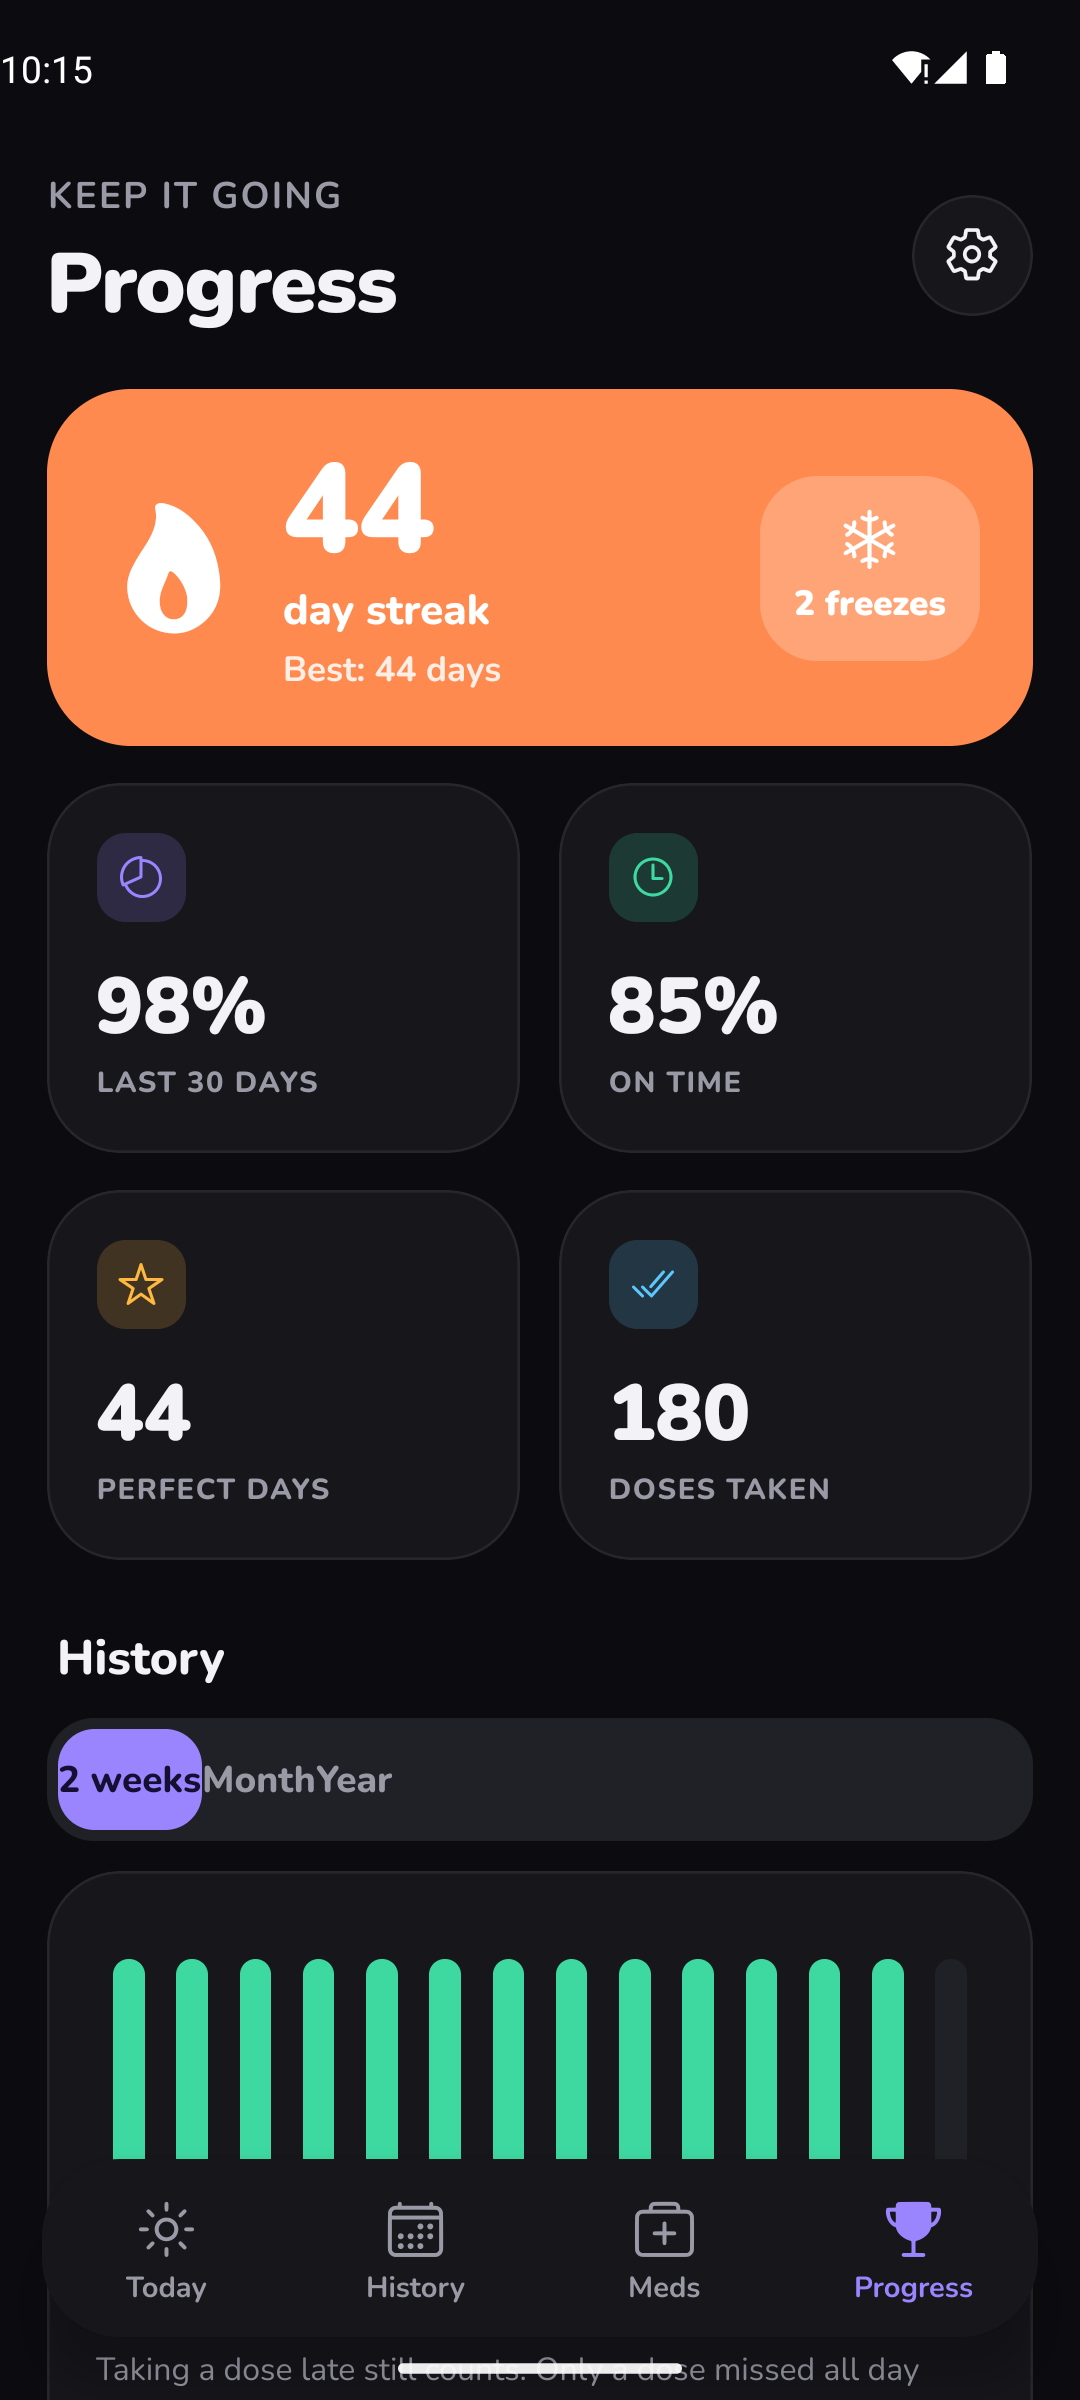 10:15
KEEP IT GOING
Progress
44
day streak
Best: 44 days
2 freezes
98%
LAST 30 DAYS
85%
ON TIME
44
PERFECT DAYS
180
DOSES TAKEN
History
2 weeks Month Year
Today History Meds Progress
Taking a dose late still counts. Only a dose missed all day